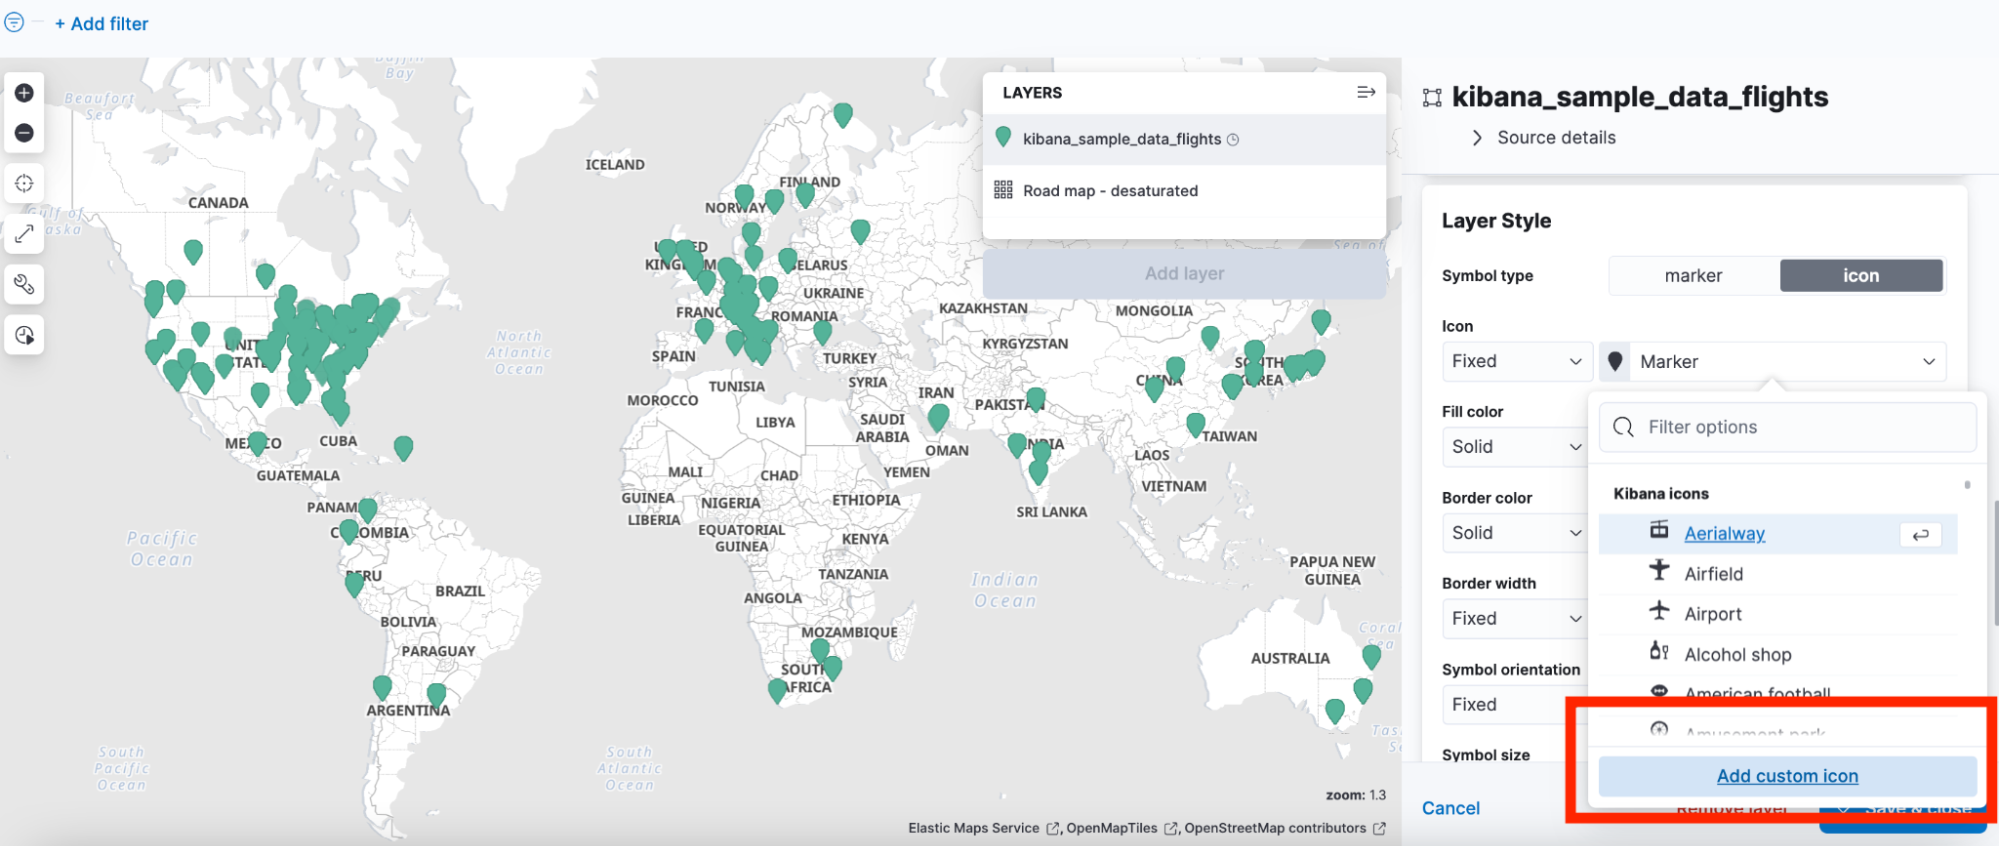 + Add filter
Baffin
Bay
Beaufort
Sea
Gulf of
Alaska
CANADA
ICELAND
FINLAND
NORWAY
UNITED
KINGDOM
BELARUS
UKRAINE
FRANCE
ROMANIA
KAZAKHSTAN
MONGOLIA
North
Atlantic
Ocean
UNITED
STATES
SPAIN
TURKEY
KYRGYZSTAN
SOUTH
KOREA
CHINA
TUNISIA
SYRIA
IRAN
PAKISTAN
MOROCCO
LIBYA
SAUDI
ARABIA
OMAN
INDIA
TAIWAN
MEXICO
CUBA
GUATEMALA
MALI
CHAD
YEMEN
LAOS
VIETNAM
GUINEA
NIGERIA
ETHIOPIA
SRI LANKA
LIBERIA
EQUATORIAL
GUINEA
KENYA
PANAMA
COLOMBIA
Pacific
Ocean
PERU
BRAZIL
TANZANIA
ANGOLA
Indian
Ocean
PAPUA NEW
GUINEA
BOLIVIA
MOZAMBIQUE
PARAGUAY
SOUTH
AFRICA
AUSTRALIA
Coral
Sea
ARGENTINA
South
Pacific
Ocean
South
Atlantic
Ocean
Sea of
Tas
S
zoom: 1.3
Elastic Maps Service , OpenMapTiles , OpenStreetMap contributors
LAYERS
kibana_sample_data_flights
Road map - desaturated
Add layer
kibana_sample_data_flights
Source details
Layer Style
Symbol type marker icon
Icon
Fixed Marker
Fill color
Solid
Border color
Solid
Border width
Fixed
Symbol orientation
Fixed
Symbol size
Filter options
Kibana icons
Aerialway
Airfield
Airport
Alcohol shop
American football
Amusement park
Add custom icon
Cancel Remove layer Save & close